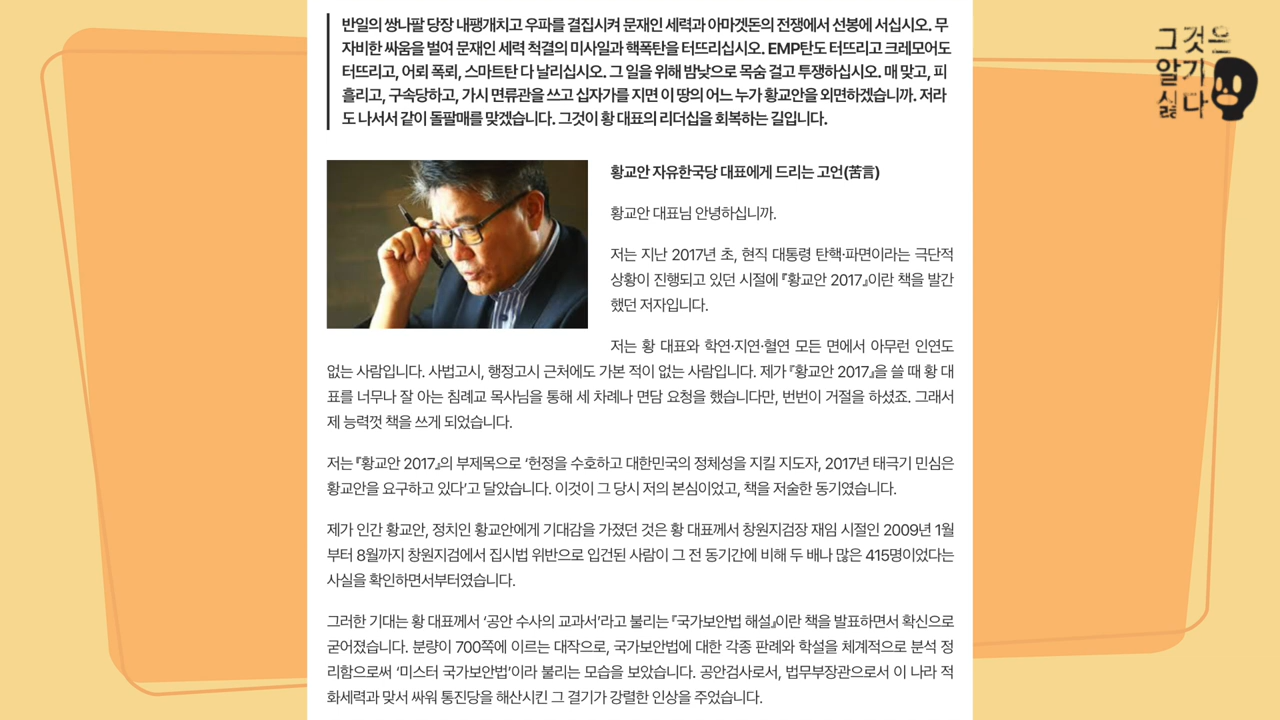 반일의 쌍나팔 당장 내팽개치고 우파를 결집시켜 문재인 세력과 아마겟돈의 전쟁에서 선봉에 서십시오. 무
자비한 싸움을 벌여 문재인 세력 척결의 미사일과 핵폭탄을 터뜨리십시오. EMP탄도 터뜨리고 크레모어도
터뜨리고, 어뢰 폭뢰, 스마트탄 다 날리십시오. 그 일을 위해 밤낮으로 목숨 걸고 투쟁하십시오. 매 맞고, 피
흘리고, 구속당하고, 가시 면류관을 쓰고 십자가를 지면 이 땅의 어느 누가 황교안을 외면하겠습니까. 저라
도 나서서 같이 돌팔매를 맞겠습니다. 그것이 황 대표의 리더십을 회복하는 길입니다.
그것은
알기
싫다
황교안 자유한국당 대표에게 드리는 고언(苦言)
황교안 대표님 안녕하십니까.
저는 지난 2017년 초, 현직 대통령 탄핵·파면이라는 극단적
상황이 진행되고 있던 시절에 『황교안 2017』이란 책을 발간
했던 저자입니다.
저는 황 대표와 학연·지연·혈연 모든 면에서 아무런 인연도
없는 사람입니다. 사법고시, 행정고시 근처에도 가본 적이 없는 사람입니다. 제가 『황교안 2017』을 쓸 때 황 대
표를 너무나 잘 아는 침례교 목사님을 통해 세 차례나 면담 요청을 했습니다만, 번번이 거절을 하셨죠. 그래서
제 능력껏 책을 쓰게 되었습니다.
저는 『황교안 2017』의 부제목으로 ‘헌정을 수호하고 대한민국의 정체성을 지킬 지도자, 2017년 태극기 민심은
황교안을 요구하고 있다’고 달았습니다. 이것이 그 당시 저의 본심이었고, 책을 저술한 동기였습니다.
제가 인간 황교안, 정치인 황교안에게 기대감을 가졌던 것은 황 대표께서 창원지검장 재임 시절인 2009년 1월
부터 8월까지 창원지검에서 집시법 위반으로 입건된 사람이 그 전 동기간에 비해 두 배나 많은 415명이었다는
사실을 확인하면서부터였습니다.
그러한 기대는 황 대표께서 ‘공안 수사의 교과서’라고 불리는 『국가보안법 해설』이란 책을 발표하면서 확신으로
굳어졌습니다. 분량이 700쪽에 이르는 대작으로, 국가보안법에 대한 각종 판례와 학설을 체계적으로 분석 정
리함으로써 ‘미스터 국가보안법’이라 불리는 모습을 보았습니다. 공안검사로서, 법무부장관으로서 이 나라 적
화세력과 맞서 싸워 통진당을 해산시킨 그 결기가 강렬한 인상을 주었습니다.